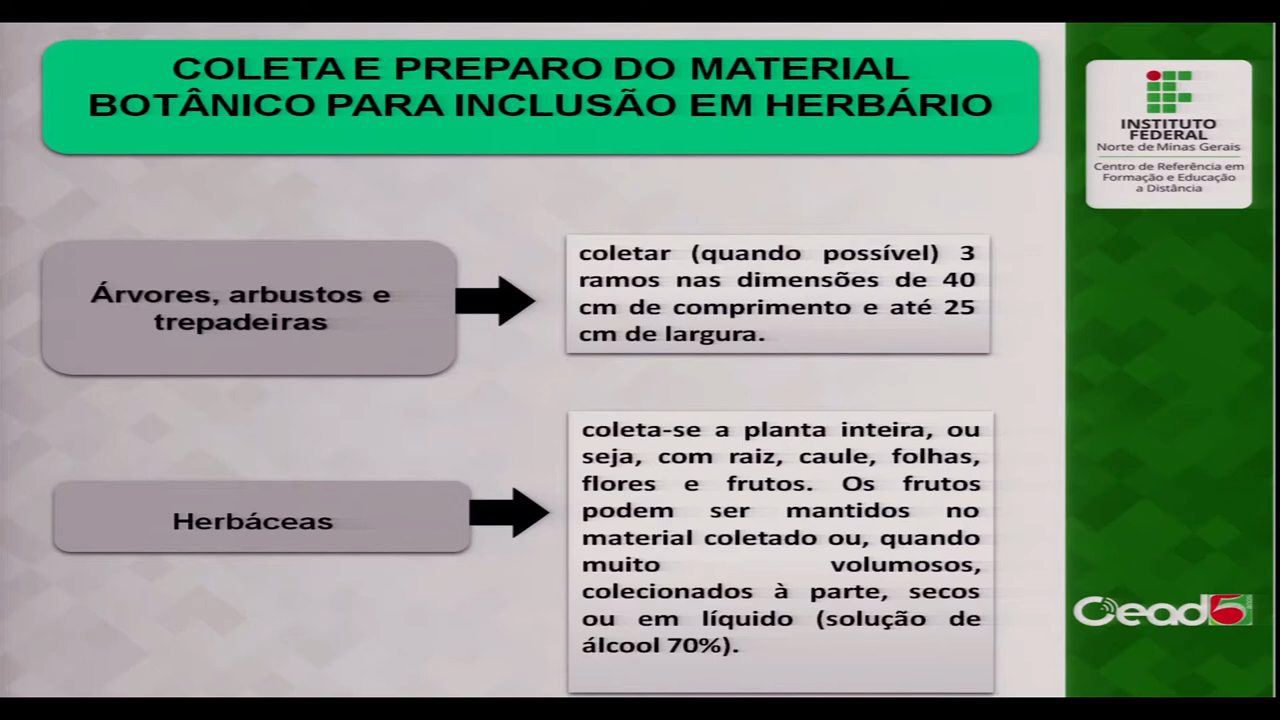 COLETA E PREPARO DO MATERIAL
BOTÂNICO PARA INCLUSÃO EM HERBÁRIO
INSTITUTO
FEDERAL
Norte de Minas Gerais
Centro de Referência em
Formação e Educação
a Distância
Árvores, arbustos e
trepadeiras
coletar (quando possível) 3
ramos nas dimensões de 40
cm de comprimento e até 25
cm de largura.
Herbáceas
coleta-se a planta inteira, ou
seja, com raiz, caule, folhas,
flores e frutos. Os frutos
podem ser mantidos no
material coletado ou, quando
muito volumosos,
colecionados à parte, secos
ou em líquido (solução de
álcool 70%).
Cead 5